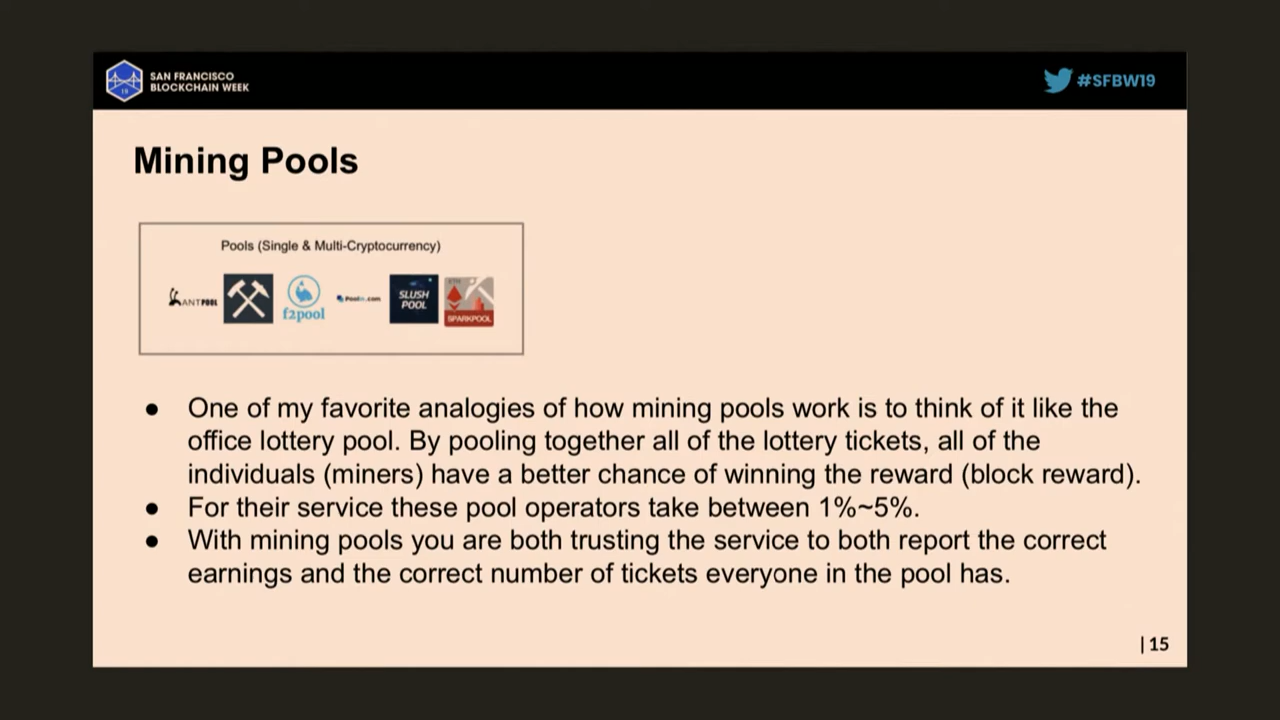 SAN FRANCISCO
BLOCKCHAIN WEEK
19
#SFBW19
Mining Pools
Pools (Single & Multi-Cryptocurrency)
ANTPOOL
f2pool
Poolin.com
SLUSH
POOL
ETH
SPARKPOOL
● One of my favorite analogies of how mining pools work is to think of it like the
office lottery pool. By pooling together all of the lottery tickets, all of the
individuals (miners) have a better chance of winning the reward (block reward).
● For their service these pool operators take between 1%~5%.
● With mining pools you are both trusting the service to both report the correct
earnings and the correct number of tickets everyone in the pool has.
| 15